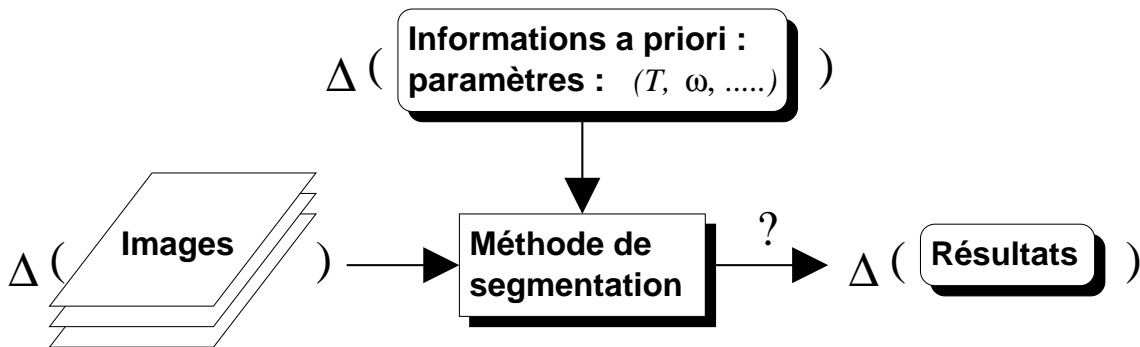 Δ ( Informations a priori :
paramètres : (T, ω, .....) )
Δ ( Images )
Méthode de
segmentation
?
Δ ( Résultats )